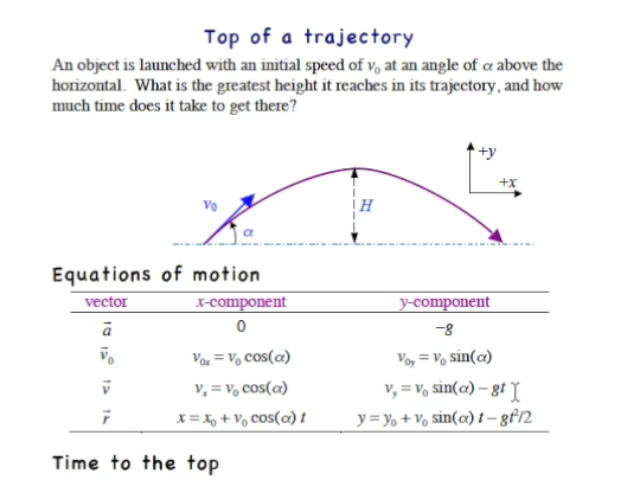 Top of a trajectory
An object is launched with an initial speed of v₀ at an angle of α above the
horizontal. What is the greatest height it reaches in its trajectory, and how
much time does it take to get there?
+y
+x
v₀
H
α
Equations of motion
vector x-component y-component
a⃗ 0 −g
v⃗₀ v₀ₓ = v₀ cos(α) v₀y = v₀ sin(α)
v⃗ vₓ = v₀ cos(α) vy = v₀ sin(α) − gt
r⃗ x = x₀ + v₀ cos(α) t y = y₀ + v₀ sin(α) t − gt²/2
Time to the top